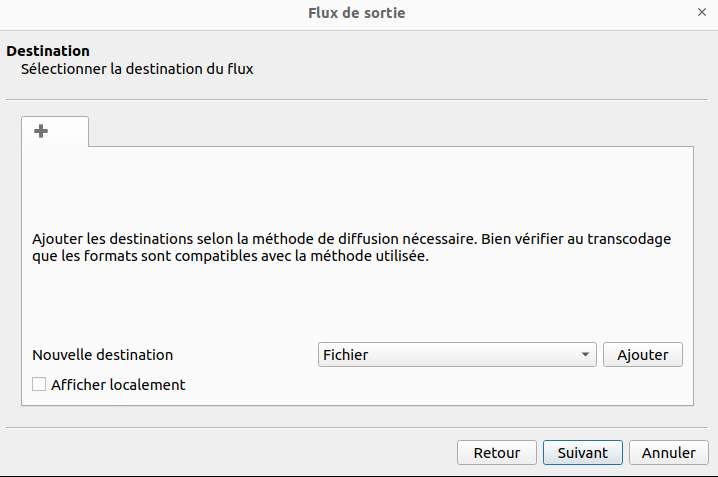 Flux de sortie
Destination
Sélectionner la destination du flux
Ajouter les destinations selon la méthode de diffusion nécessaire. Bien vérifier au transcodage
que les formats sont compatibles avec la méthode utilisée.
Nouvelle destination
Fichier
Ajouter
Afficher localement
Retour
Suivant
Annuler